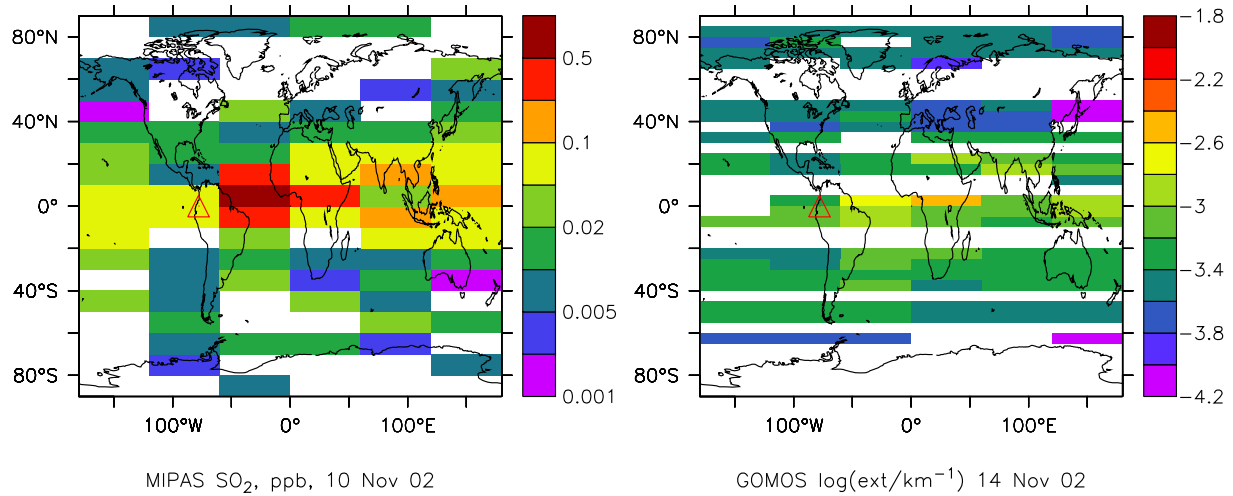 80°N
40°N
0°
40°S
80°S
100°W 0° 100°E
0.5
0.1
0.02
0.005
0.001
MIPAS SO₂, ppb, 10 Nov 02
80°N
40°N
0°
40°S
80°S
100°W 0° 100°E
−1.8
−2.2
−2.6
−3
−3.4
−3.8
−4.2
GOMOS log(ext/km⁻¹) 14 Nov 02